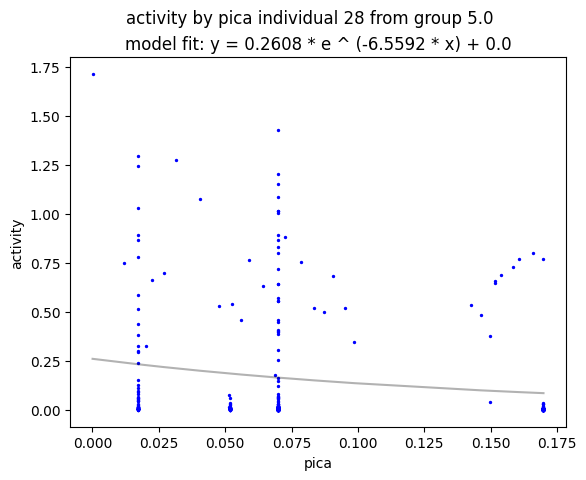 activity by pica individual 28 from group 5.0
model fit: y = 0.2608 * e ^ (-6.5592 * x) + 0.0
1.75
1.50
1.25
1.00
0.75
0.50
0.25
0.00
activity
0.000 0.025 0.050 0.075 0.100 0.125 0.150 0.175
pica